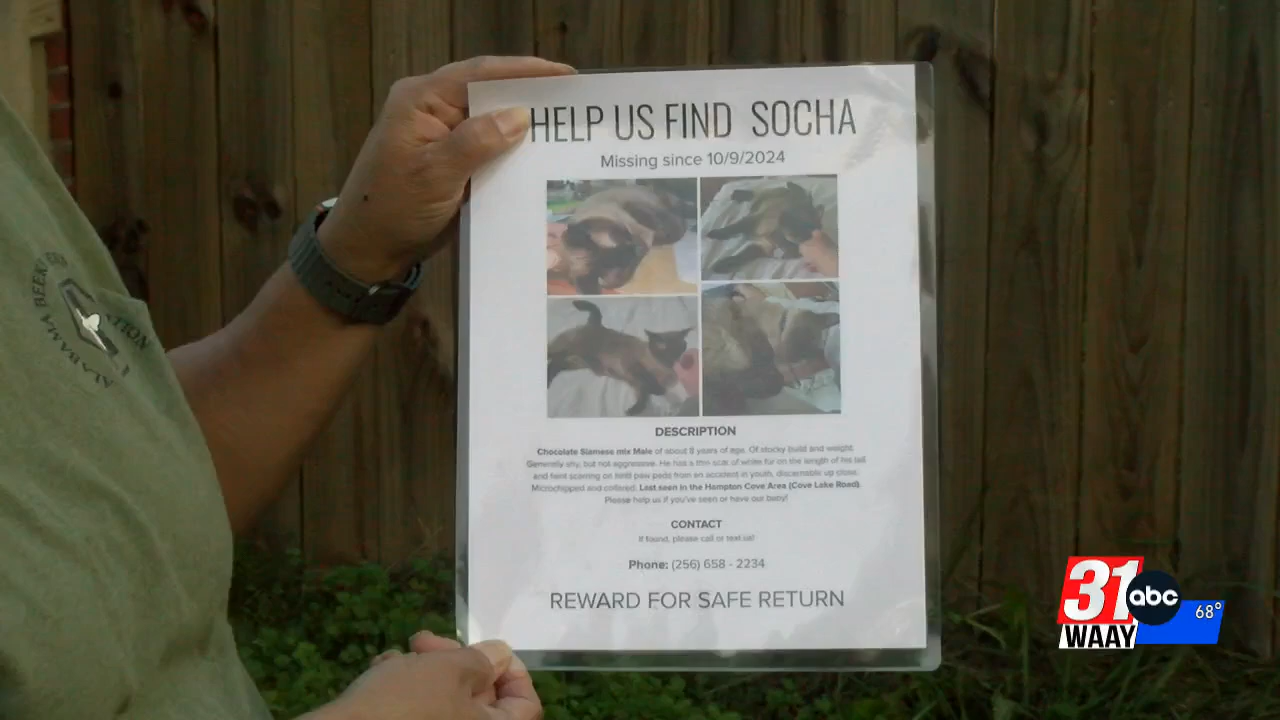 HELP US FIND SOCHA
Missing since 10/9/2024
DESCRIPTION
Chocolate Siamese mix Male of about 8 years of age. Of stocky build and weight.
Generally shy, but not aggressive. He has a thin scar of white fur on the length of his tail
and faint scarring on hind paw pads from an accident in youth, discernable up close.
Microchipped and collared. Last seen in the Hampton Cove Area (Cove Lake Road).
Please help us if you've seen or have our baby!
CONTACT
If found, please call or text us!
Phone: (256) 658 - 2234
REWARD FOR SAFE RETURN
ALABAMA
31
abc
WAAY
68°